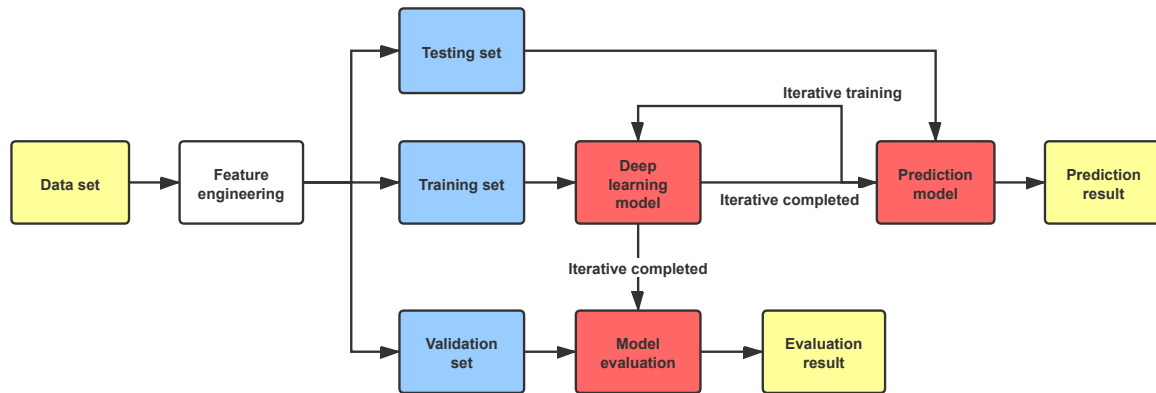 Testing set
Iterative training
Data set
Feature
engineering
Training set
Deep
learning
model
Iterative completed
Prediction
model
Prediction
result
Iterative completed
Validation
set
Model
evaluation
Evaluation
result